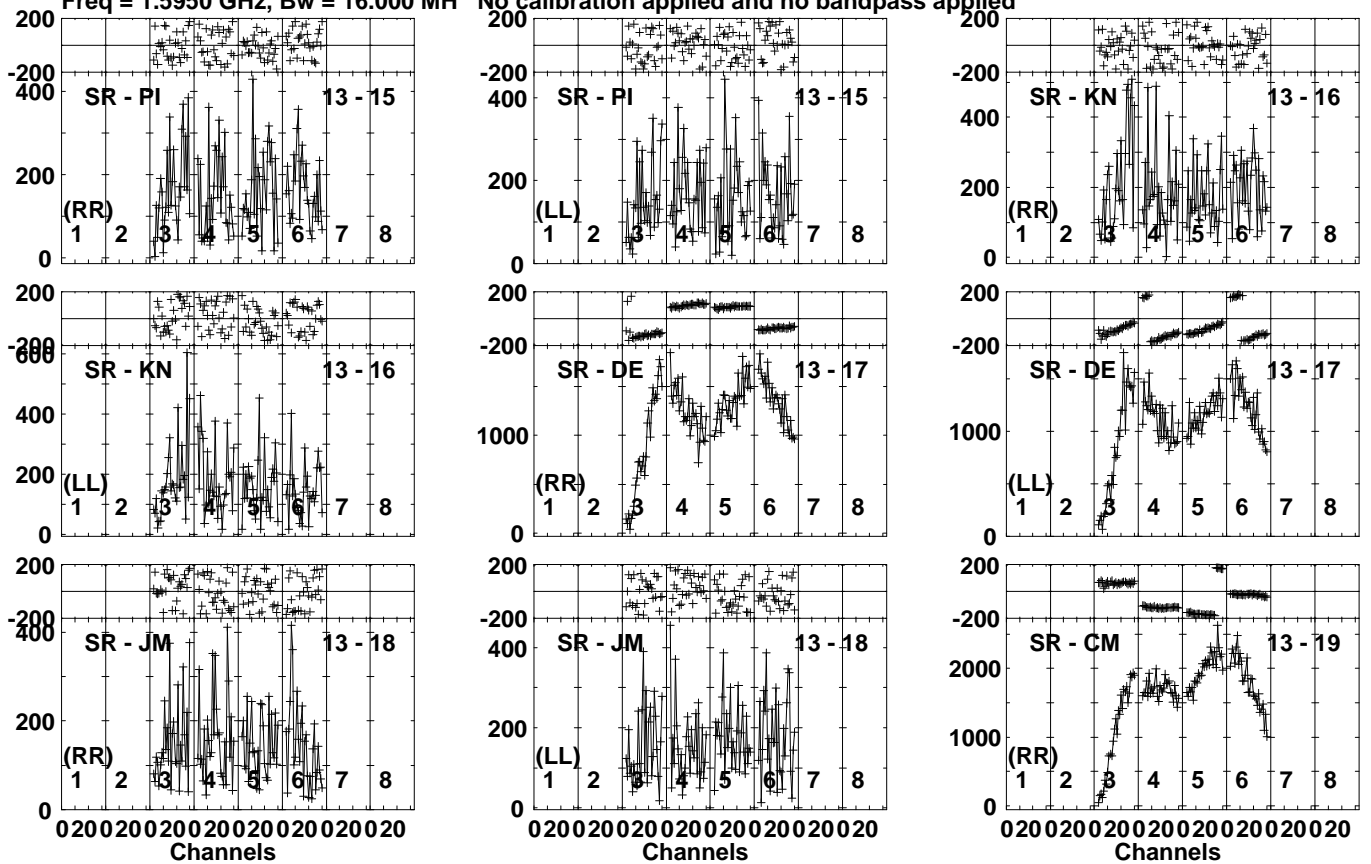 Freq = 1.5950 GHz, Bw = 16.000 MH No calibration applied and no bandpass applied
200 200 200
-200 -200 -200
400 SR - PI 13 - 15 400 SR - PI 13 - 15 SR - KN 13 - 16
400
200 200 200
(RR) (LL) (RR)
1 2 3 4 5 6 7 8 1 2 3 4 5 6 7 8 1 2 3 4 5 6 7 8
0 0 0
200 200 200
-200 -200 -200
600 SR - KN 13 - 16 SR - DE 13 - 17 SR - DE 13 - 17
400 1000 1000
200
(LL) (RR) (LL)
1 2 3 4 5 6 7 8 1 2 3 4 5 6 7 8 1 2 3 4 5 6 7 8
0 0 0
200 200 200
-200 -200 -200
400 SR - JM 13 - 18 SR - JM 13 - 18 SR - CM 13 - 19
400 2000
200 200 1000
(RR) (LL) (RR)
1 2 3 4 5 6 7 8 1 2 3 4 5 6 7 8 1 2 3 4 5 6 7 8
0 0 0
0 20 0 20 0 20 0 20 0 20 0 20 0 20 0 20 0 20 0 20 0 20 0 20 0 20 0 20 0 20 0 20 0 20 0 20 0 20 0 20 0 20 0 20 0 20 0 20
Channels Channels Channels